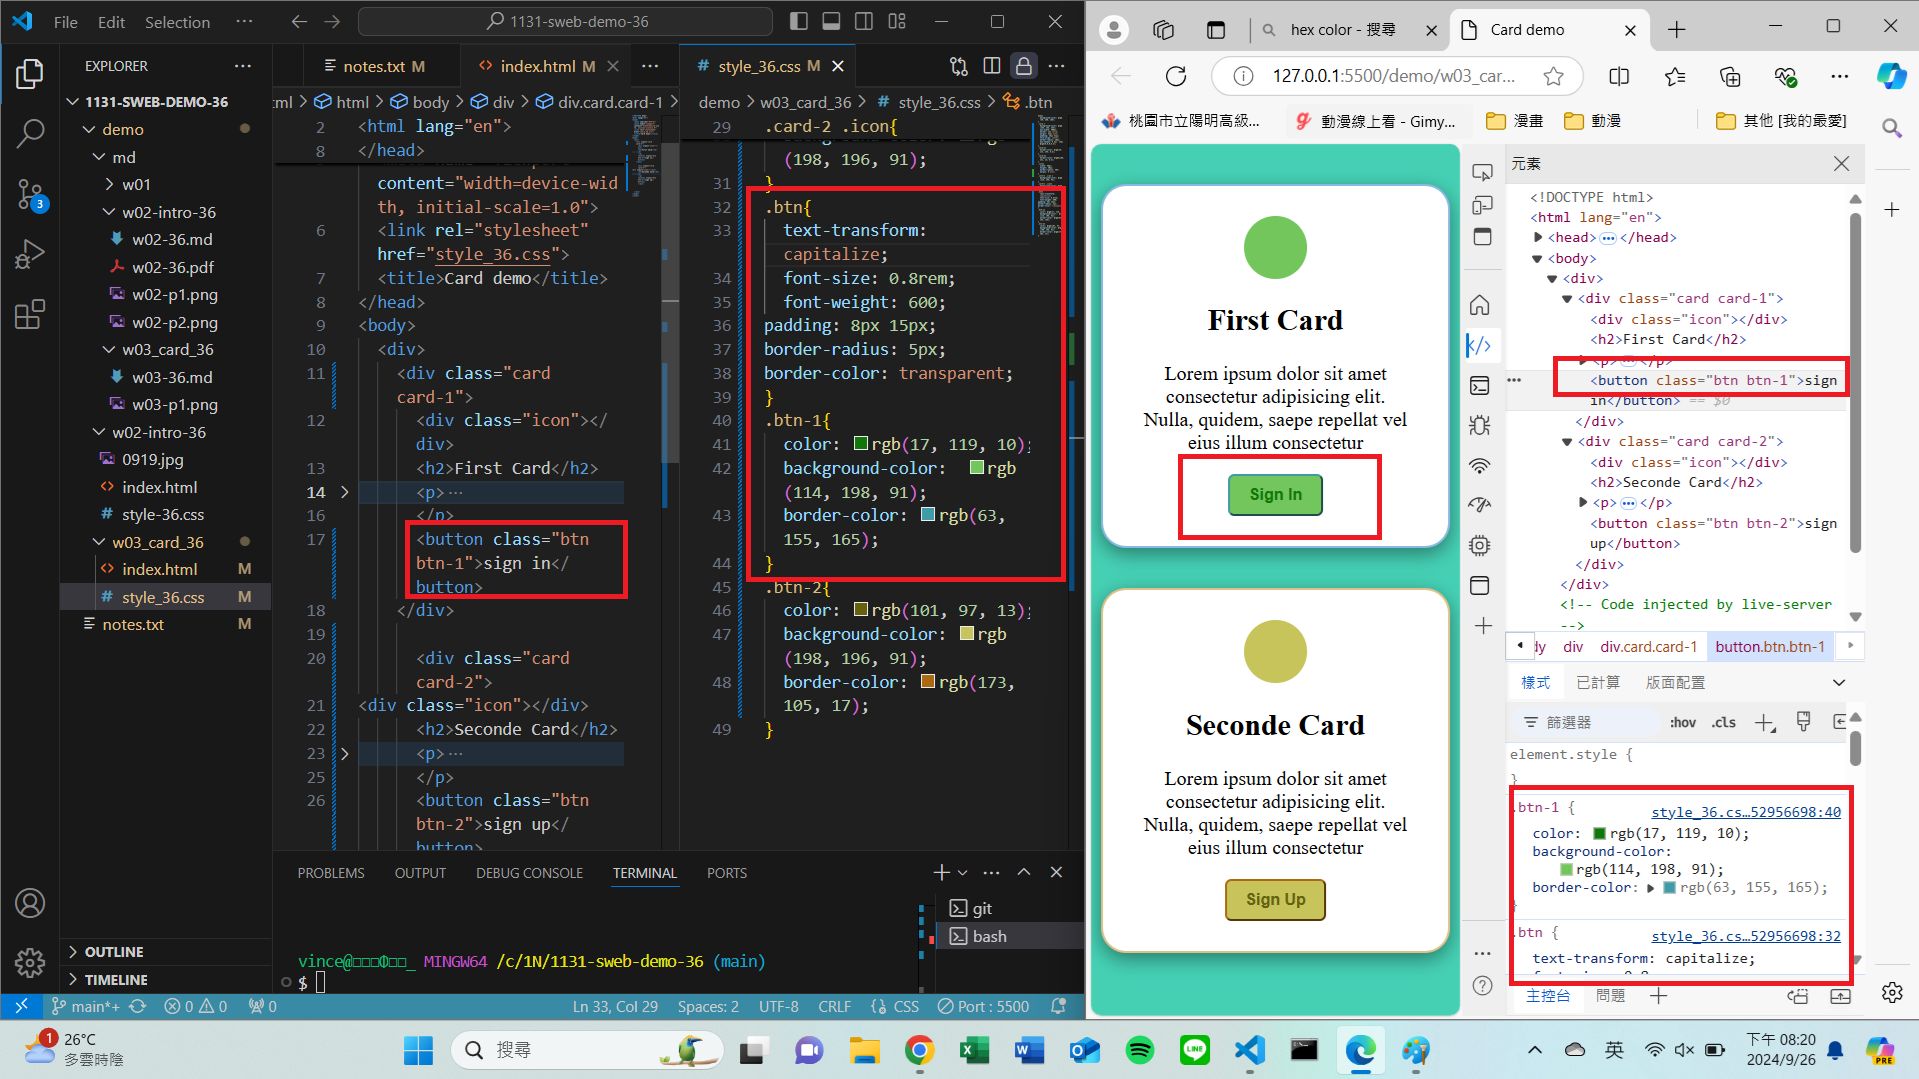 File Edit Selection ···
1131-sweb-demo-36
EXPLORER
1131-SWEB-DEMO-36
demo
md
w01
w02-intro-36
w02-36.md
w02-36.pdf
w02-p1.png
w02-p2.png
w03_card_36
w03-36.md
w03-p1.png
w02-intro-36
0919.jpg
index.html
style-36.css
w03_card_36
index.html M
style_36.css M
notes.txt M
OUTLINE
TIMELINE
3
notes.txt M
index.html M
ml > html > body > div > div.card.card-1 >
2 <html lang="en">
8 </head>
content="width=device-wid
th, initial-scale=1.0">
6 <link rel="stylesheet"
href="style_36.css">
7 <title>Card demo</title>
8 </head>
9 <body>
10 <div>
11 <div class="card
card-1">
12 <div class="icon"></
div>
13 <h2>First Card</h2>
14 <p>···
16 </p>
17 <button class="btn
btn-1">sign in</
button>
18 </div>
19
20 <div class="card
card-2">
21 <div class="icon"></div>
22 <h2>Seconde Card</h2>
23 <p>···
25 </p>
26 <button class="btn
btn-2">sign up</
button>
# style_36.css M
demo > w03_card_36 > # style_36.css > .btn
29 .card-2 .icon{
(198, 196, 91);
31 }
32 .btn{
33 text-transform:
capitalize;
34 font-size: 0.8rem;
35 font-weight: 600;
36 padding: 8px 15px;
37 border-radius: 5px;
38 border-color: transparent;
39 }
40 .btn-1{
41 color: rgb(17, 119, 10);
42 background-color: rgb
(114, 198, 91);
43 border-color: rgb(63,
155, 165);
44 }
45 .btn-2{
46 color: rgb(101, 97, 13);
47 background-color: rgb
(198, 196, 91);
48 border-color: rgb(173,
105, 17);
49 }
PROBLEMS OUTPUT DEBUG CONSOLE TERMINAL PORTS
git
bash
MINGW64 /c/1N/1131-sweb-demo-36 (main)
$
main*+ 0 0 0 Ln 33, Col 29 Spaces: 2 UTF-8 CRLF {} CSS Port : 5500
hex color - 搜尋
Card demo
127.0.0.1:5500/demo/w03_car...
桃園市立陽明高級...
動漫線上看 - Gimy...
漫畫
動漫
其他 [我的最愛]
First Card
Lorem ipsum dolor sit amet
consectetur adipisicing elit.
Nulla, quidem, saepe repellat vel
eius illum consectetur
Sign In
Seconde Card
Lorem ipsum dolor sit amet
consectetur adipisicing elit.
Nulla, quidem, saepe repellat vel
eius illum consectetur
Sign Up
元素
<!DOCTYPE html>
<html lang="en">
<head>···</head>
<body>
<div>
<div class="card card-1">
<div class="icon"></div>
<h2>First Card</h2>
<p>···</p>
<button class="btn btn-1">sign
in</button> == $0
</div>
<div class="card card-2">
<div class="icon"></div>
<h2>Seconde Card</h2>
<p>···</p>
<button class="btn btn-2">sign
up</button>
</div>
</div>
<!-- Code injected by live-server
-->
dy div div.card.card-1 button.btn.btn-1
樣式 已計算 版面配置
篩選器 :hov .cls
element.style {
}
.btn-1 { style_36.cs…52956698:40
color: rgb(17, 119, 10);
background-color:
rgb(114, 198, 91);
border-color: rgb(63, 155, 165);
}
.btn { style_36.cs…52956698:32
text-transform: capitalize;
主控台 問題
1
26°C
多雲時陰
搜尋
LINE
英
下午 08:20
2024/9/26
PRE